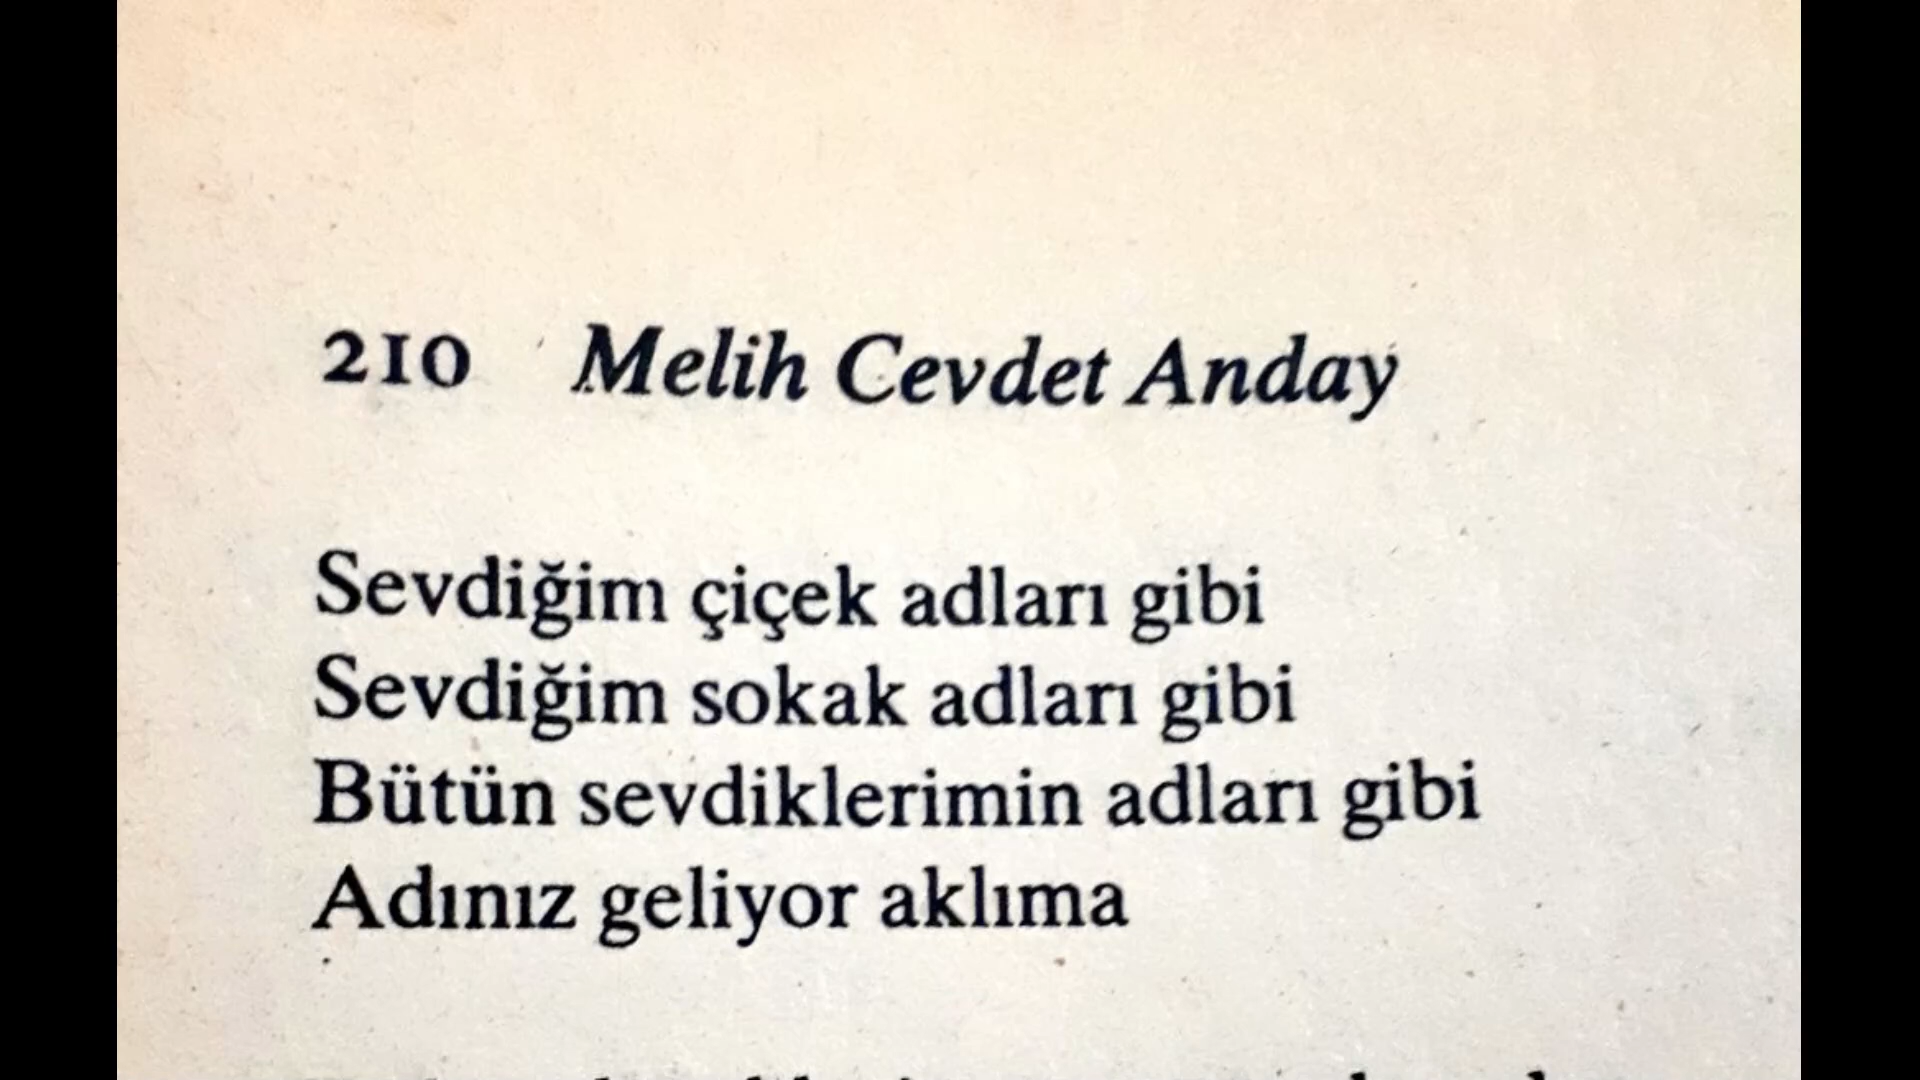 210 Melih Cevdet Anday
Sevdiğim çiçek adları gibi
Sevdiğim sokak adları gibi
Bütün sevdiklerimin adları gibi
Adınız geliyor aklıma